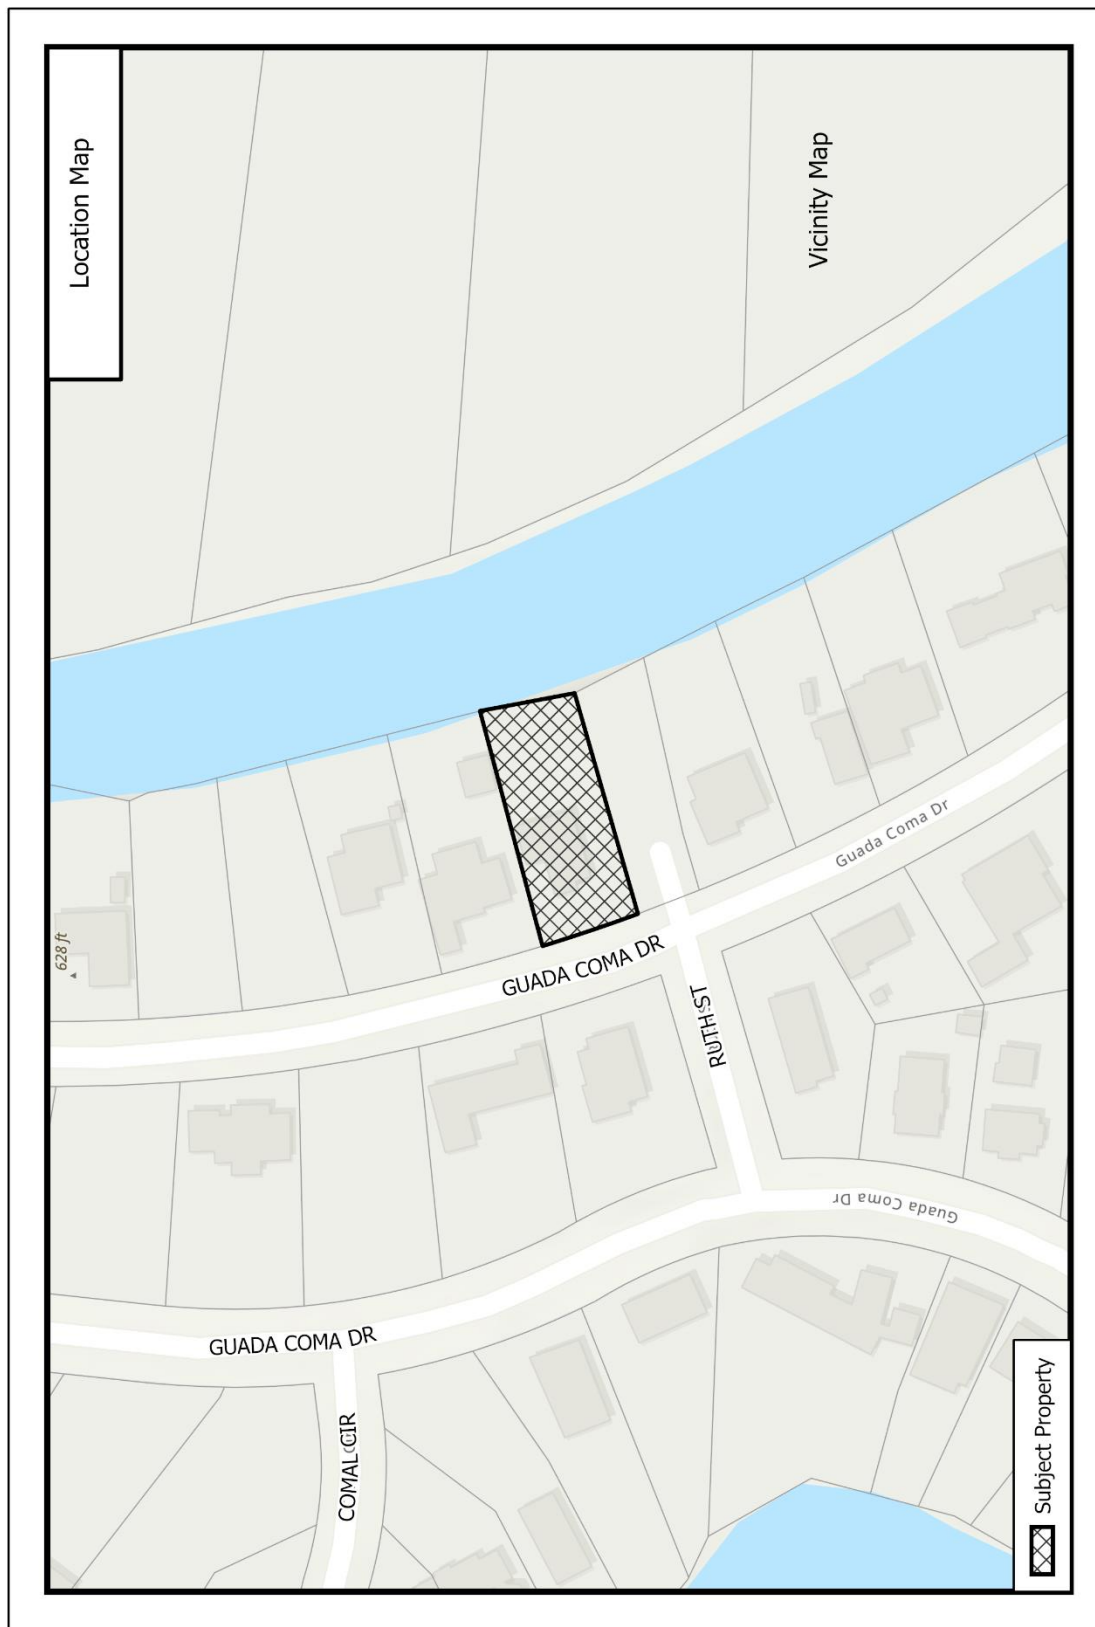 Location Map
Vicinity Map
628 ft
GUADA COMA DR
RUTH ST
Guada Coma Dr
Guada Coma Dr
GUADA COMA DR
COMAL CIR
Subject Property